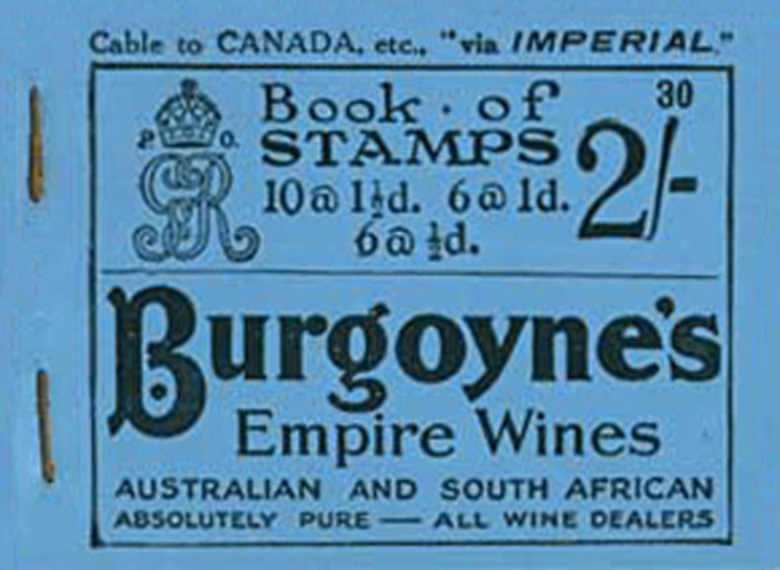 Cable to CANADA, etc., "via IMPERIAL."
30
Book · of
STAMPS 2/-
P O.
GR
10 @ 1½d. 6 @ 1d.
6 @ ½d.
Burgoyne's
Empire Wines
AUSTRALIAN AND SOUTH AFRICAN
ABSOLUTELY PURE — ALL WINE DEALERS